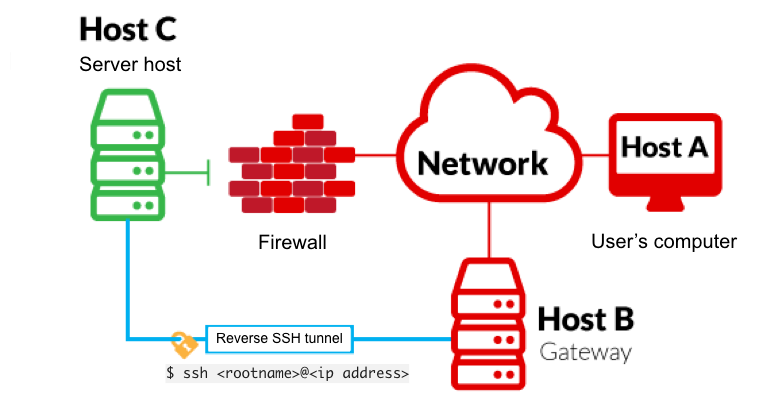 Host C
Server host
Network
Host A
Firewall
User's computer
Host B
Gateway
Reverse SSH tunnel
$ ssh <rootname>@<ip address>